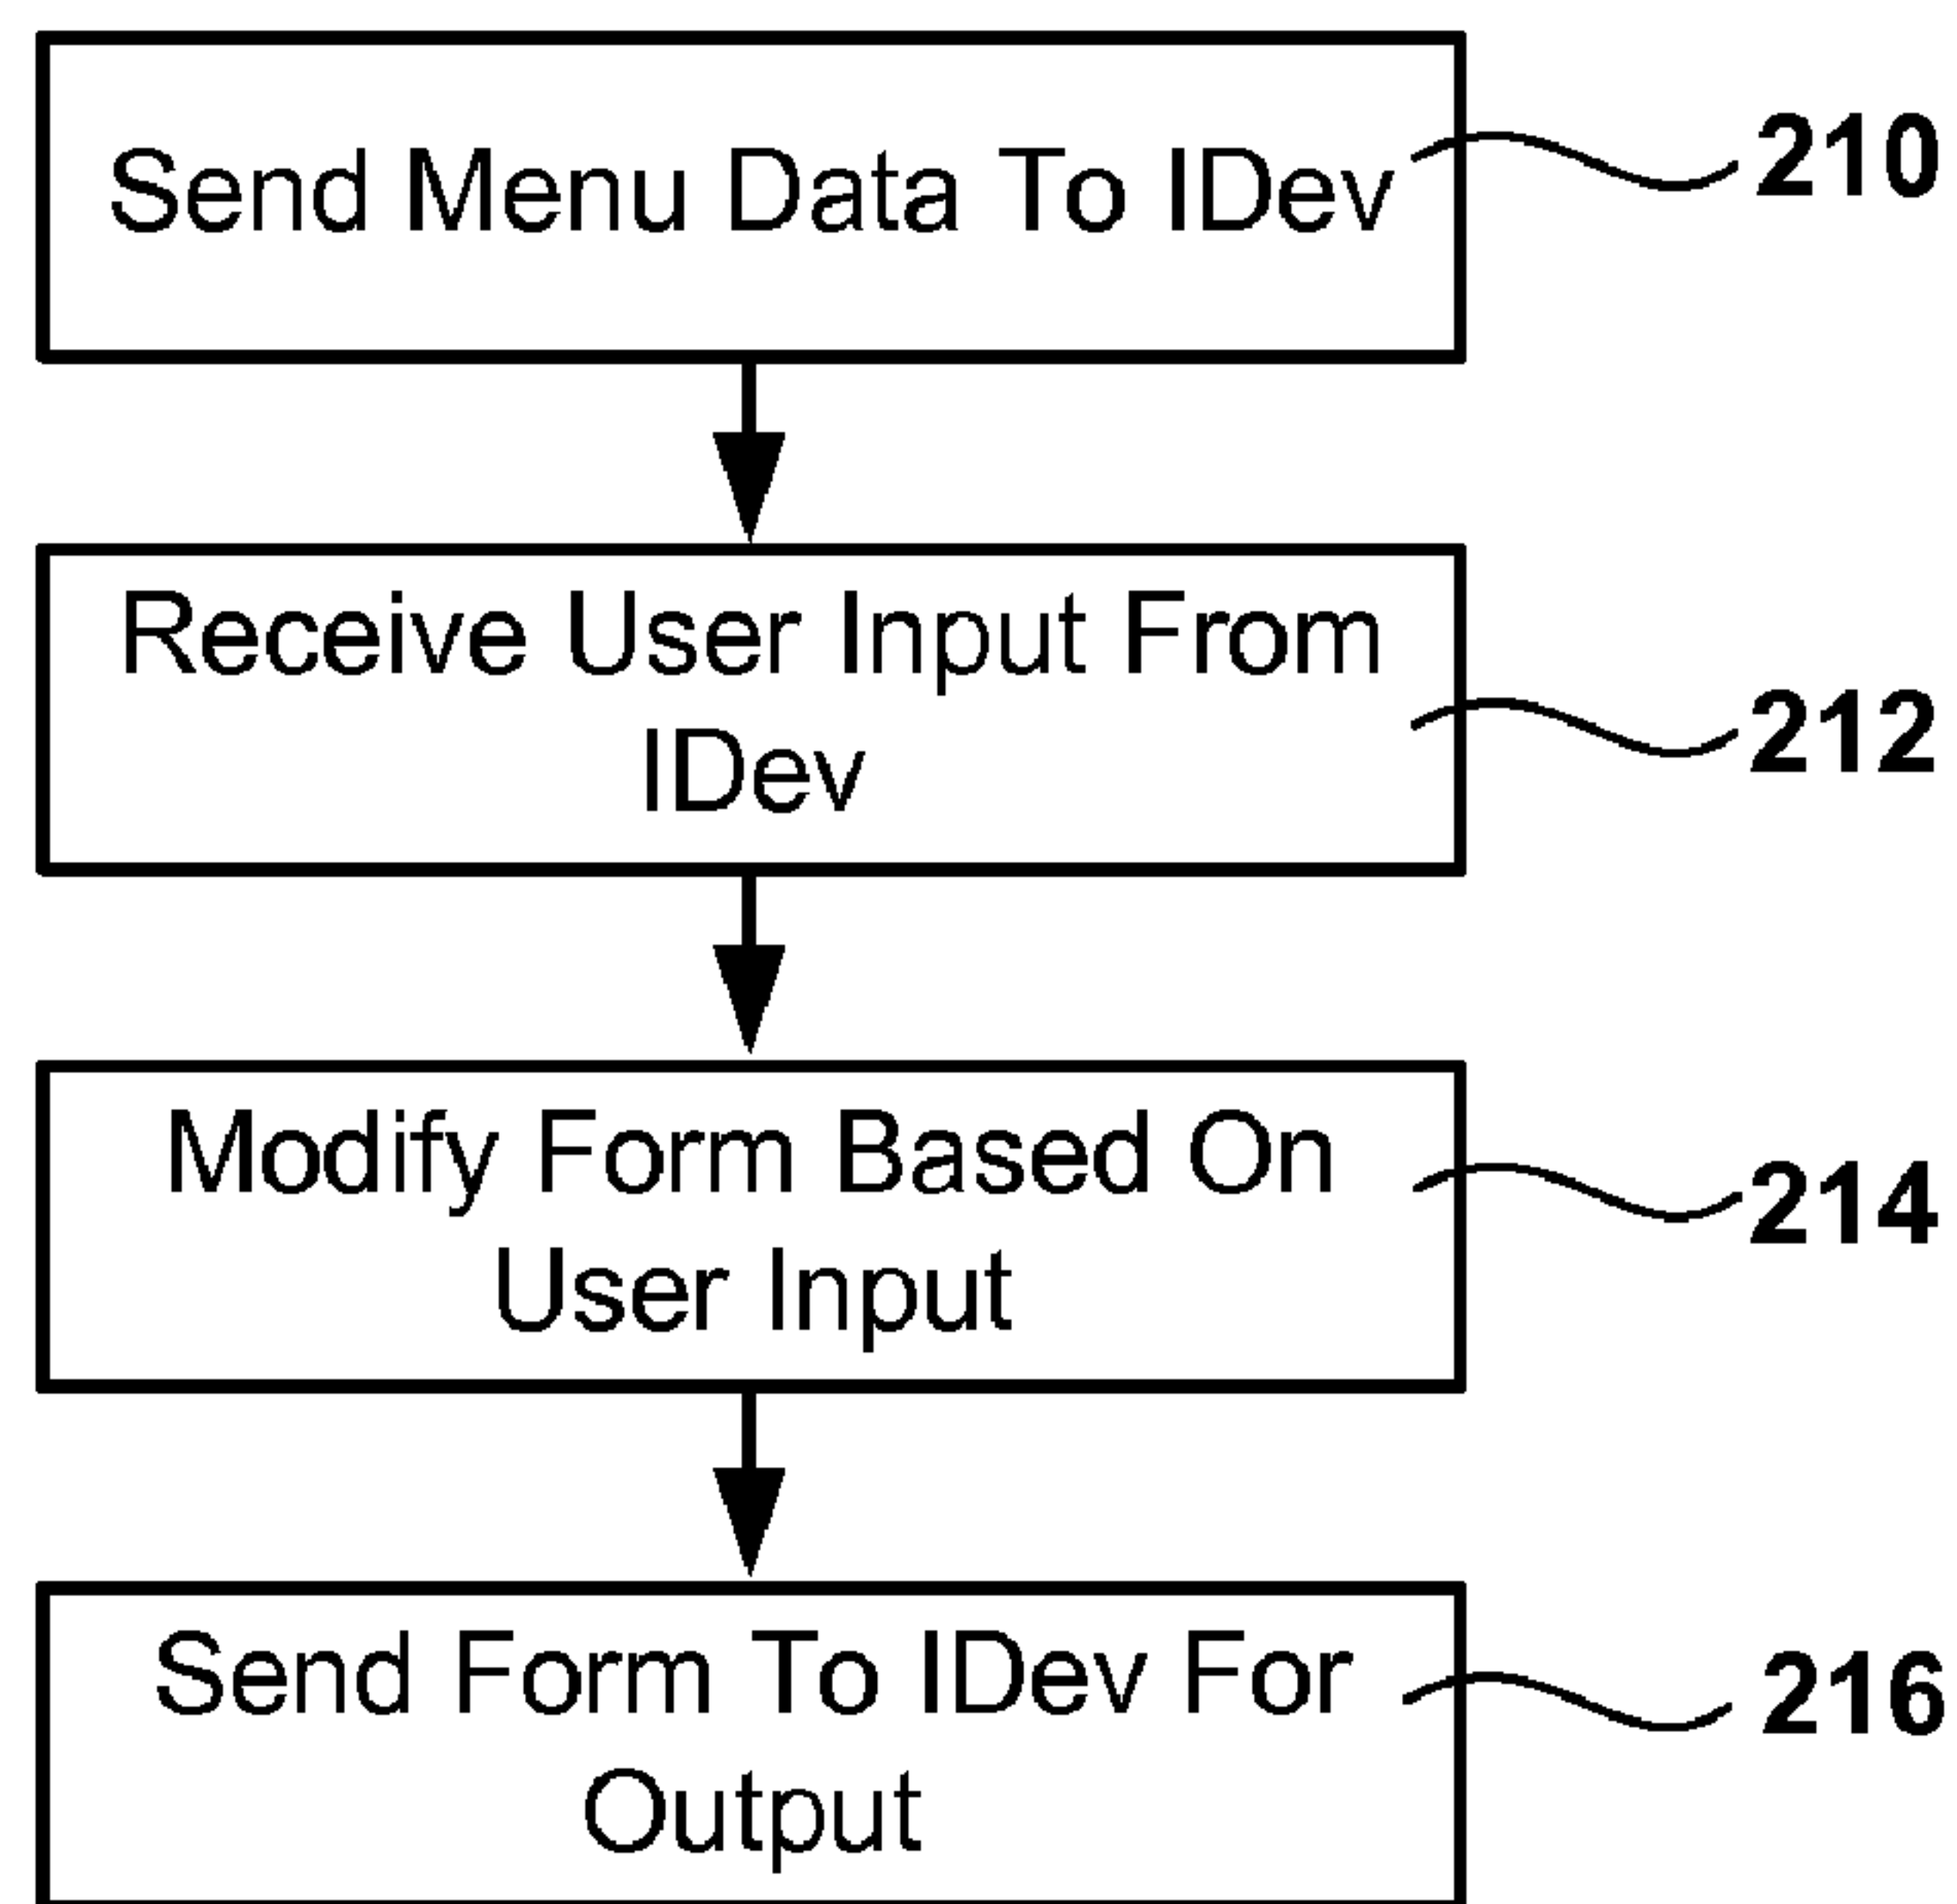 Send Menu Data To IDev
210
Receive User Input From
IDev
212
Modify Form Based On
User Input
214
Send Form To IDev For
Output
216